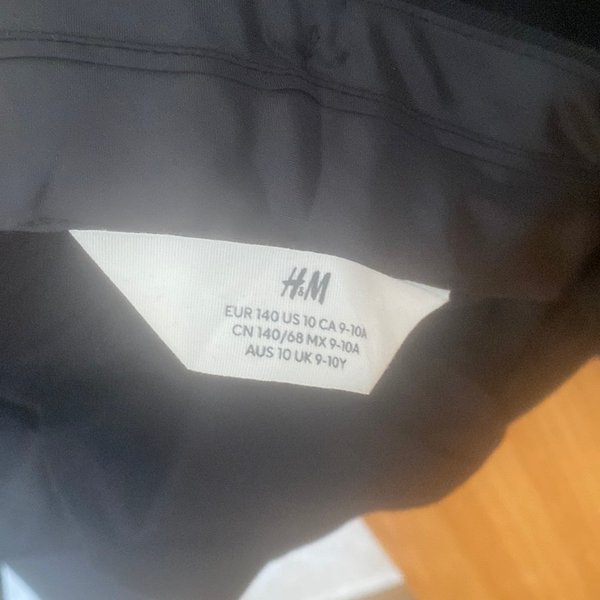 H&M
EUR 140 US 10 CA 9-10A
CN 140/68 MX 9-10A
AUS 10 UK 9-10Y